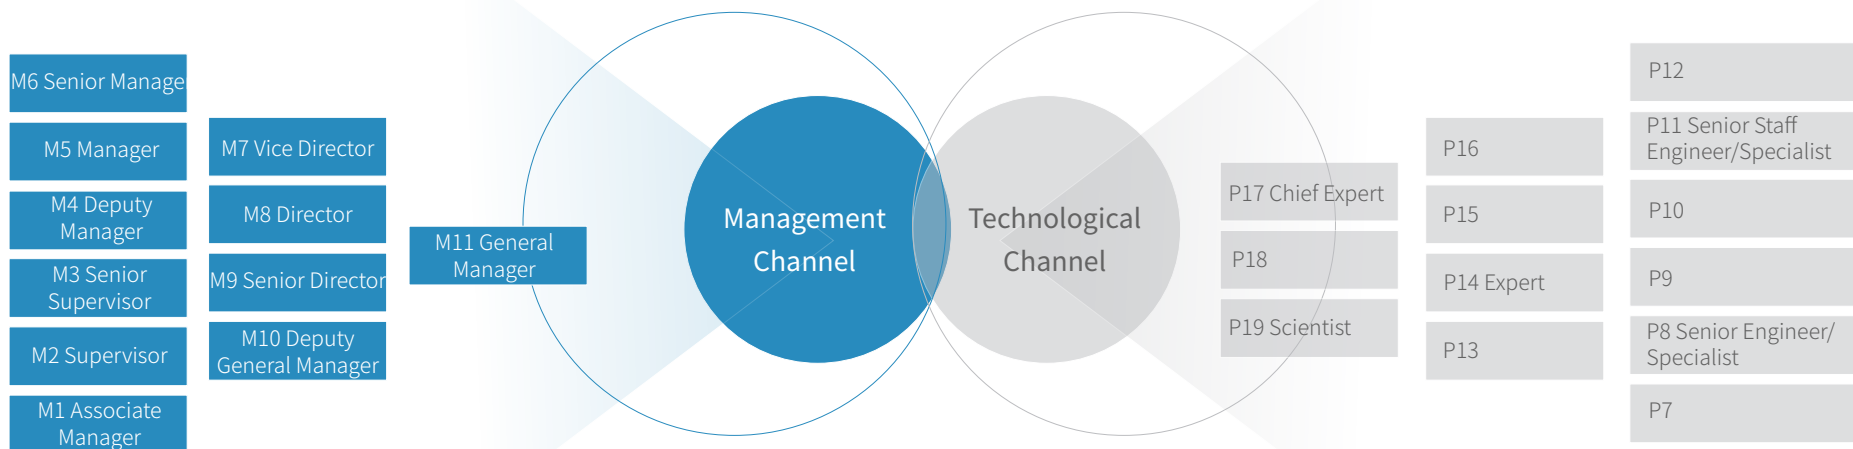 M6 Senior Manager
M5 Manager
M4 Deputy
Manager
M3 Senior
Supervisor
M2 Supervisor
M1 Associate
Manager
M7 Vice Director
M8 Director
M9 Senior Director
M10 Deputy
General Manager
M11 General
Manager
Management
Channel
Technological
Channel
P17 Chief Expert
P18
P19 Scientist
P16
P15
P14 Expert
P13
P12
P11 Senior Staff
Engineer/Specialist
P10
P9
P8 Senior Engineer/
Specialist
P7